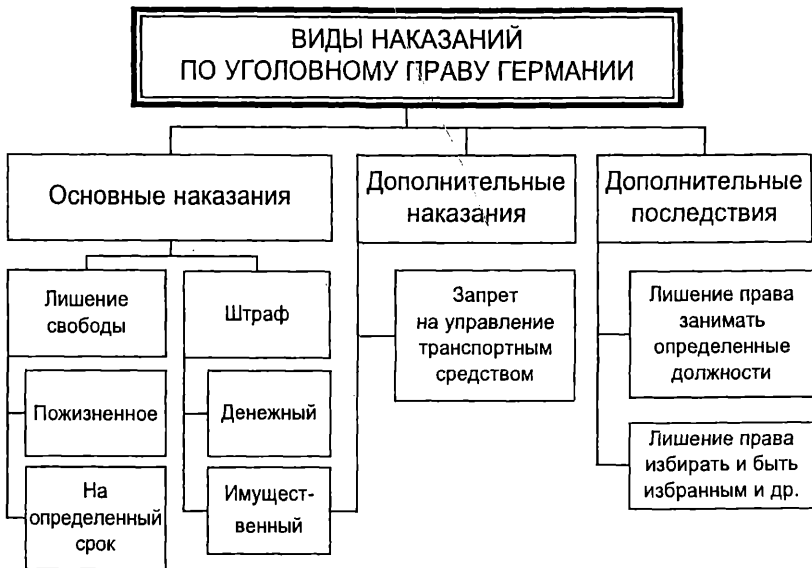 ВИДЫ НАКАЗАНИЙ
ПО УГОЛОВНОМУ ПРАВУ ГЕРМАНИИ
Основные наказания
Дополнительные
наказания
Дополнительные
последствия
Лишение
свободы
Штраф
Запрет
на управление
транспортным
средством
Лишение права
занимать
определенные
должности
Пожизненное
Денежный
Лишение права
избирать и быть
избранным и др.
На
определенный
срок
Имущест-
венный